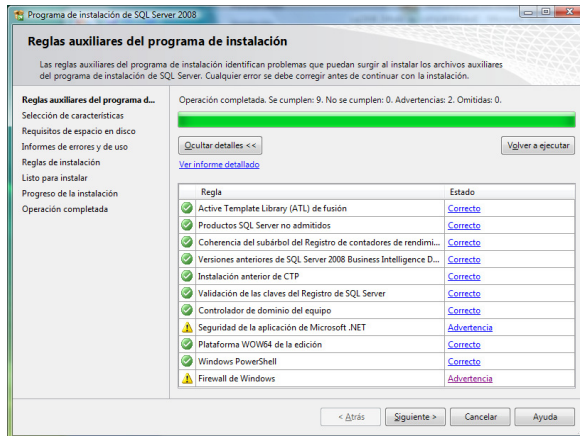 Programa de instalación de SQL Server 2008
Reglas auxiliares del programa de instalación
Las reglas auxiliares del programa de instalación identifican problemas que puedan surgir al instalar los archivos auxiliares
del programa de instalación de SQL Server. Cualquier error se debe corregir antes de continuar con la instalación.
Reglas auxiliares del programa d...
Selección de características
Requisitos de espacio en disco
Informes de errores y de uso
Reglas de instalación
Listo para instalar
Progreso de la instalación
Operación completada
Operación completada. Se cumplen: 9. No se cumplen: 0. Advertencias: 2. Omitidas: 0.
Ocultar detalles <<
Volver a ejecutar
Ver informe detallado
Regla Estado
Active Template Library (ATL) de fusión Correcto
Productos SQL Server no admitidos Correcto
Coherencia del subárbol del Registro de contadores de rendimi... Correcto
Versiones anteriores de SQL Server 2008 Business Intelligence D... Correcto
Instalación anterior de CTP Correcto
Validación de las claves del Registro de SQL Server Correcto
Controlador de dominio del equipo Correcto
Seguridad de la aplicación de Microsoft .NET Advertencia
Plataforma WOW64 de la edición Correcto
Windows PowerShell Correcto
Firewall de Windows Advertencia
< Atrás Siguiente > Cancelar Ayuda